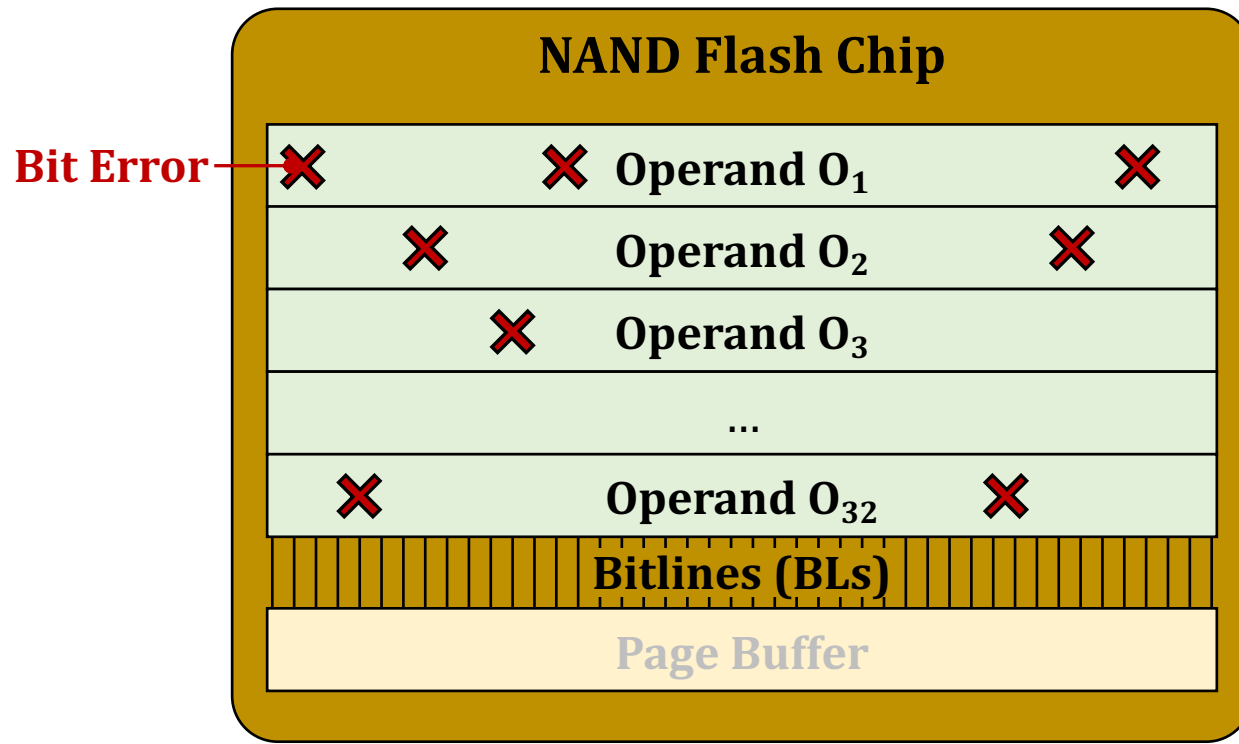 NAND Flash Chip
Bit Error
Operand O₁
Operand O₂
Operand O₃
...
Operand O₃₂
Bitlines (BLs)
Page Buffer